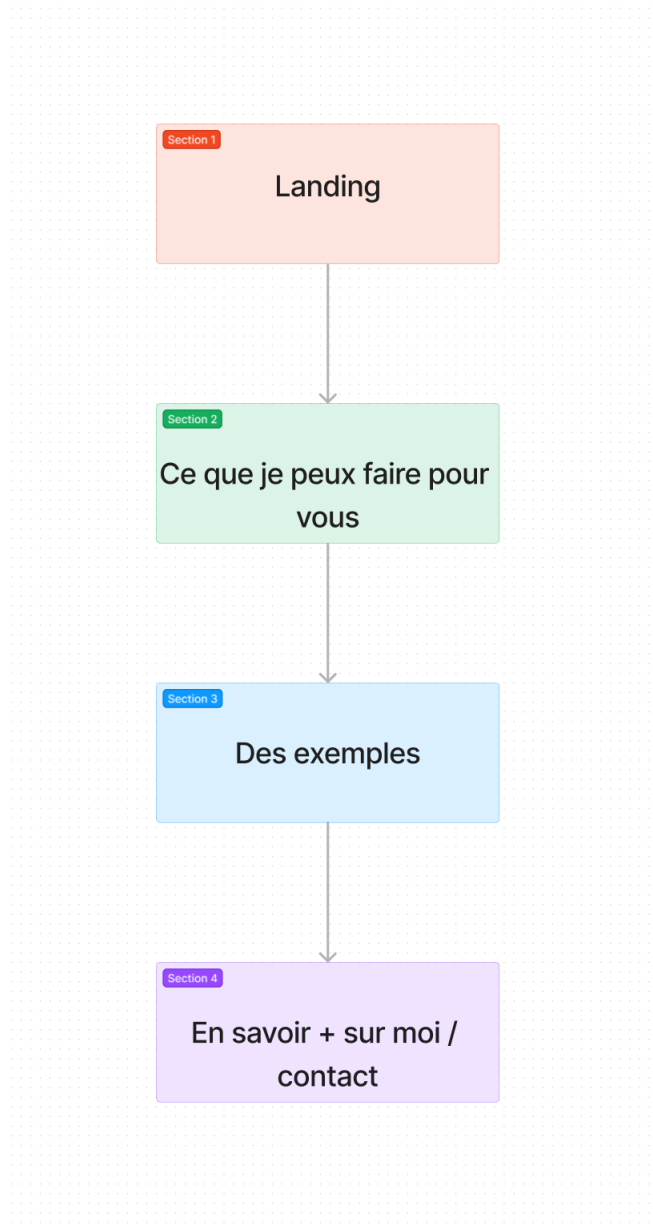 Section 1
Landing
Section 2
Ce que je peux faire pour
vous
Section 3
Des exemples
Section 4
En savoir + sur moi /
contact